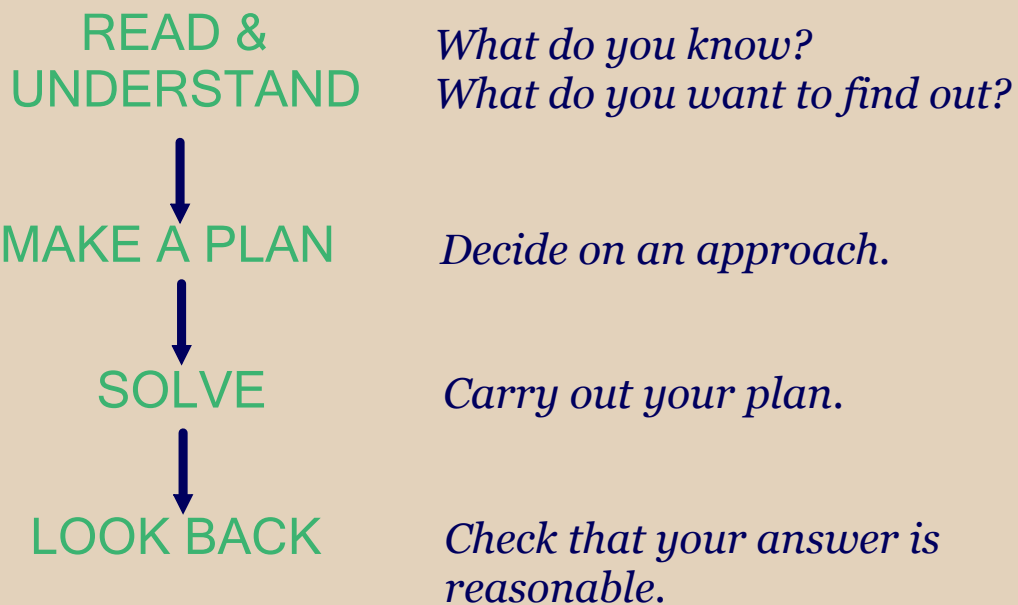 READ &
UNDERSTAND
What do you know?
What do you want to find out?
MAKE A PLAN
Decide on an approach.
SOLVE
Carry out your plan.
LOOK BACK
Check that your answer is
reasonable.